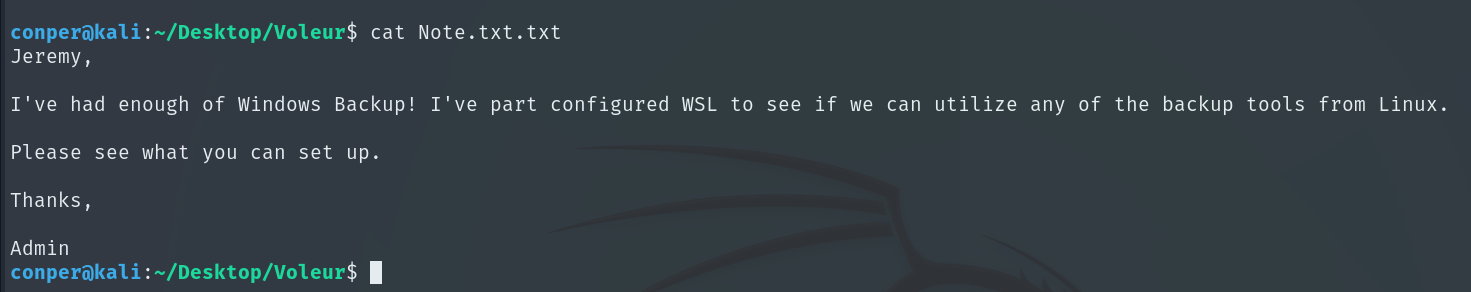 conper@kali:~/Desktop/Voleur$ cat Note.txt.txt
Jeremy,
I've had enough of Windows Backup! I've part configured WSL to see if we can utilize any of the backup tools from Linux.
Please see what you can set up.
Thanks,
Admin
conper@kali:~/Desktop/Voleur$